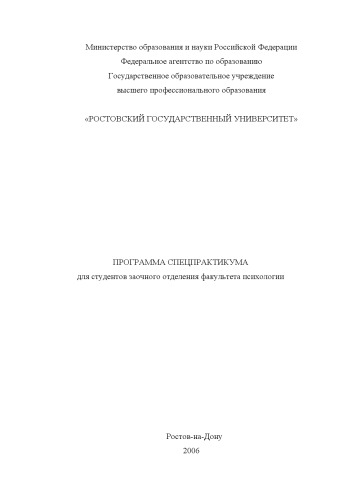 Министерство образования и науки Российской Федерации
Федеральное агентство по образованию
Государственное образовательное учреждение
высшего профессионального образования
«РОСТОВСКИЙ ГОСУДАРСТВЕННЫЙ УНИВЕРСИТЕТ»
ПРОГРАММА СПЕЦПРАКТИКУМА
для студентов заочного отделения факультета психологии
Ростов-на-Дону
2006